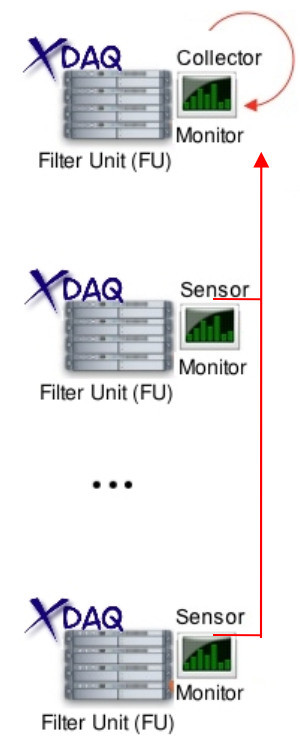 XDAQ
Collector
Monitor
Filter Unit (FU)
XDAQ
Sensor
Monitor
Filter Unit (FU)
...
XDAQ
Sensor
Monitor
Filter Unit (FU)